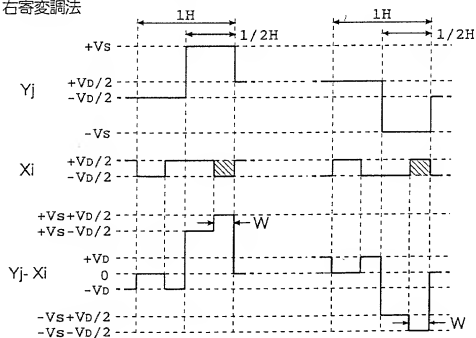 右寄変調法
1H
1H
1/2H
1/2H
+VS
+VD/2
-VD/2
-VS
Yj
+VD/2
-VD/2
Xi
+VS+VD/2
+VS-VD/2
W
+VD
0
-VD
Yj-Xi
-VS+VD/2
-VS-VD/2
W